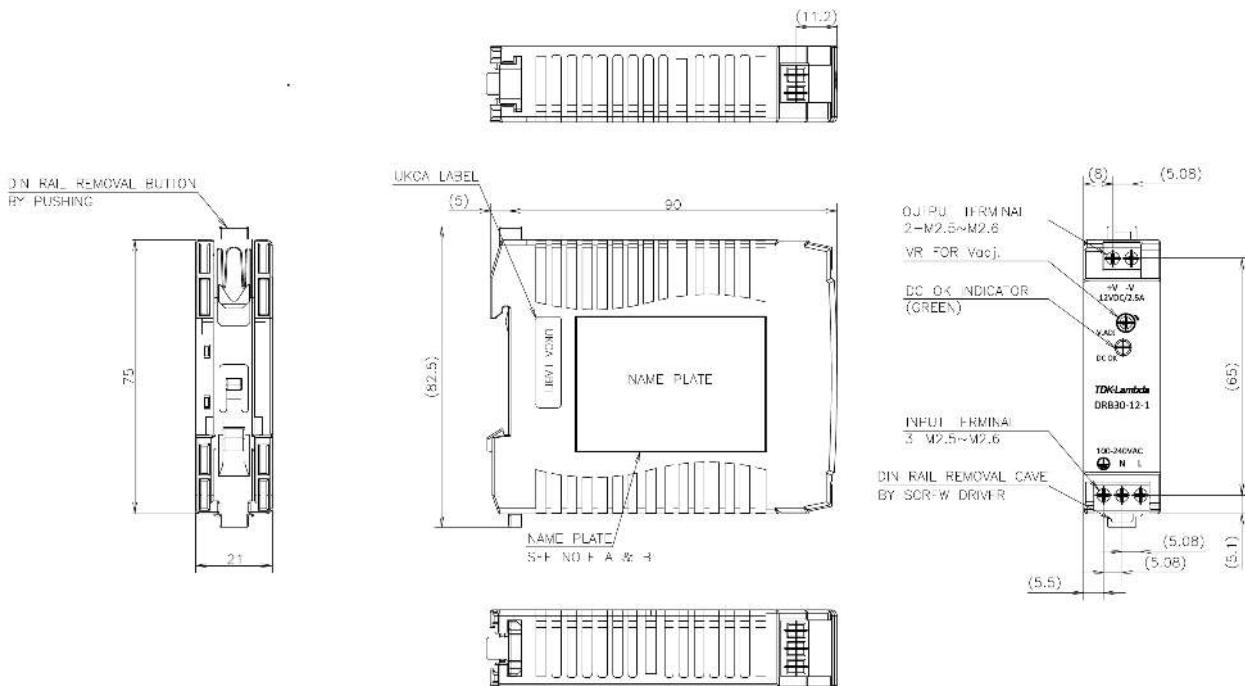 (11.2)
DIN RAIL REMOVAL BUTTON
BY PUSHING
75
21
UKCA LABEL
(5)
90
(82.5)
UKCA LABEL
NAME PLATE
NAME PLATE
SEE NOTE A & B
(8)
(5.08)
OUTPUT TERMINAL
2-M2.5~M2.6
VR FOR Vadj.
DC OK INDICATOR
(GREEN)
+V -V
12VDC/2.5A
V.ADJ
DC OK
TDK-Lambda
DRB30-12-1
(65)
INPUT TERMINAL
3-M2.5~M2.6
100-240VAC
N L
DIN RAIL REMOVAL CAVE
BY SCREW DRIVER
(5.08)
(5.08)
(5.5)
(5.1)